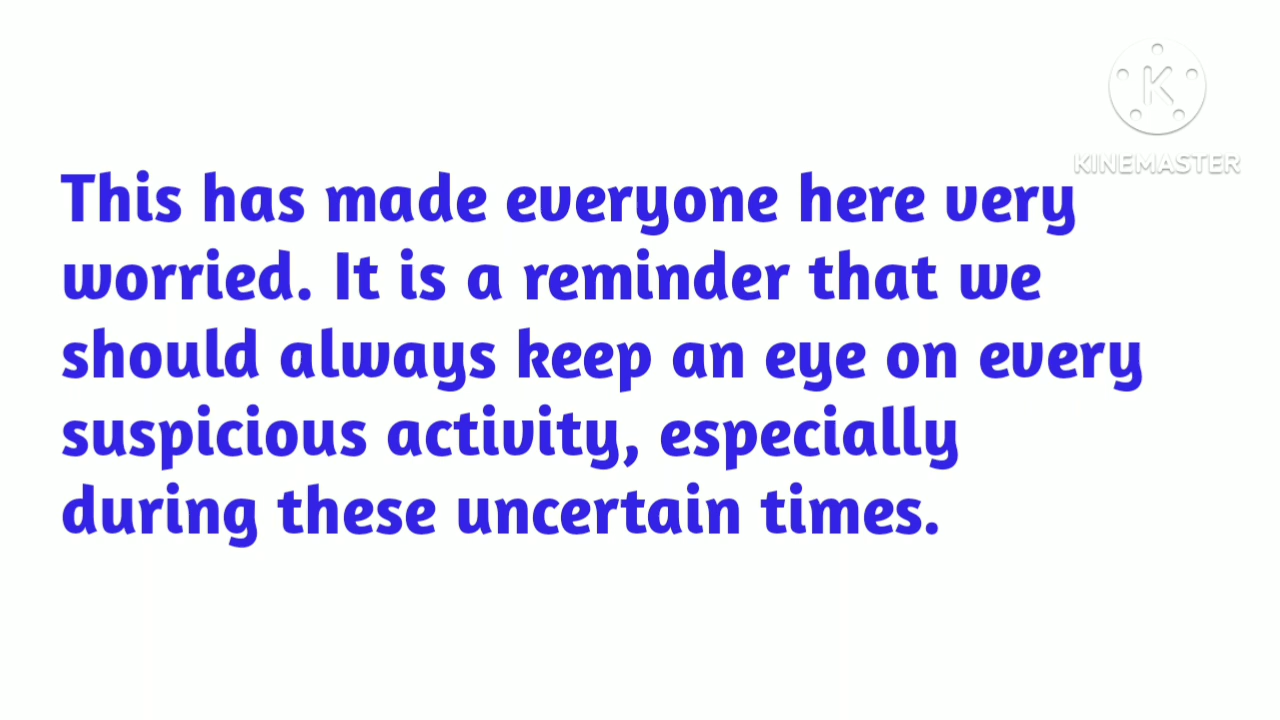 K
KINEMASTER
This has made everyone here very
worried. It is a reminder that we
should always keep an eye on every
suspicious activity, especially
during these uncertain times.